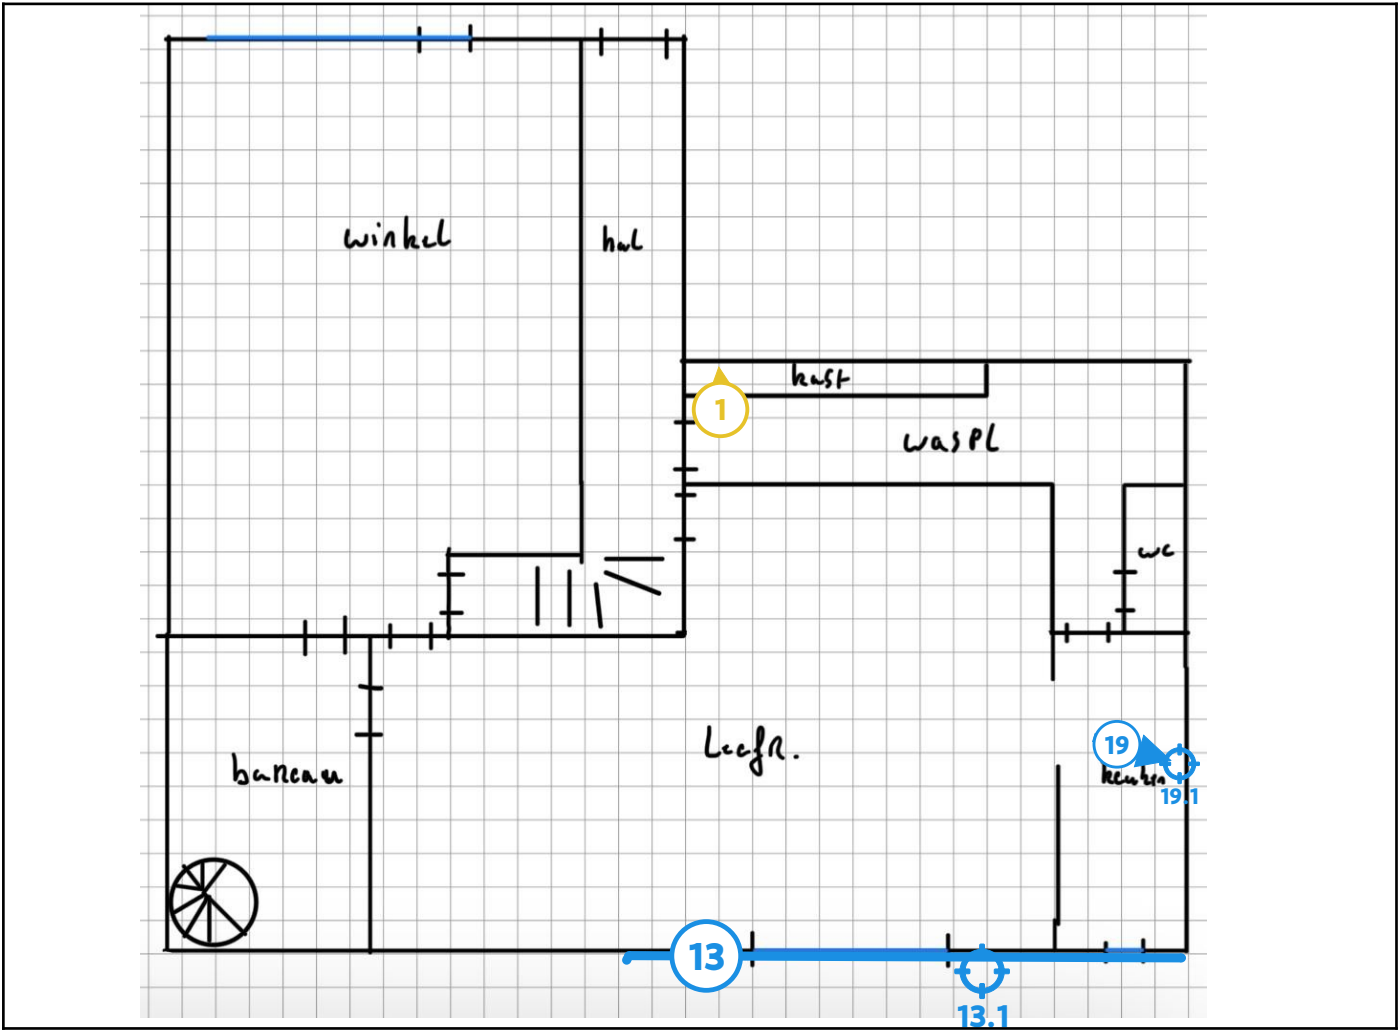 winkel
hal
kast
1
waspl
wc
Leefr.
bureau
19
keuken
19.1
13
13.1